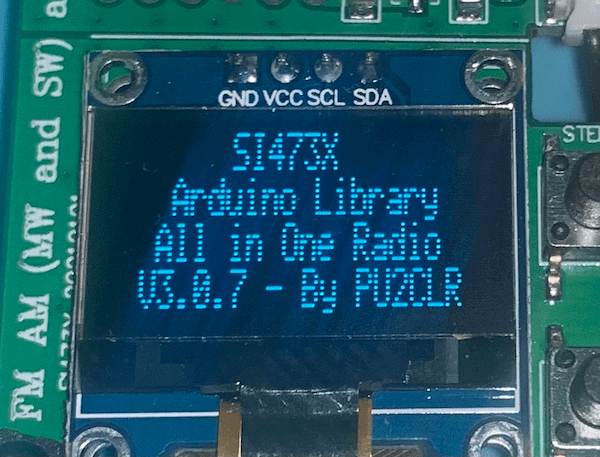 GND VCC SCL SDA
SI473X
Arduino Library
All in One Radio
V3.0.7 - By PU2CLR
FM AM (MW and SW)